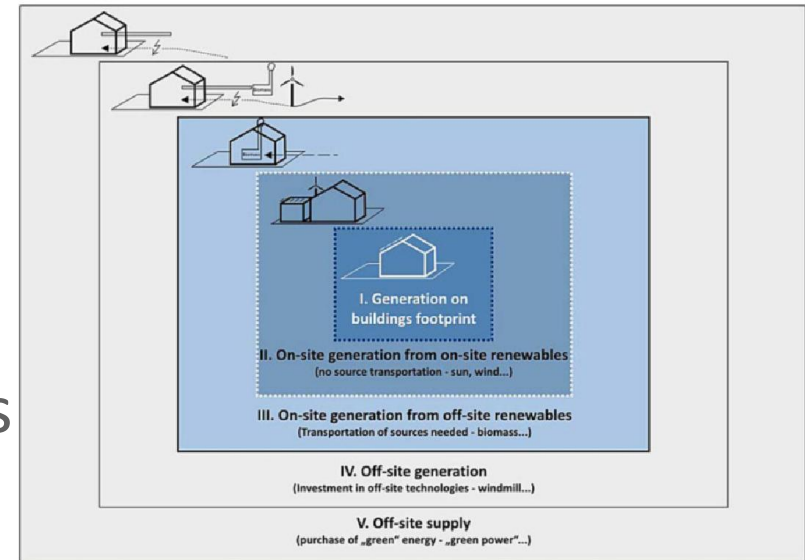 I. Generation on
buildings footprint
II. On-site generation from on-site renewables
(no source transportation - sun, wind...)
s
III. On-site generation from off-site renewables
(Transportation of sources needed - biomass...)
IV. Off-site generation
(Investment in off-site technologies - windmill...)
V. Off-site supply
(purchase of „green“ energy - „green power“...)